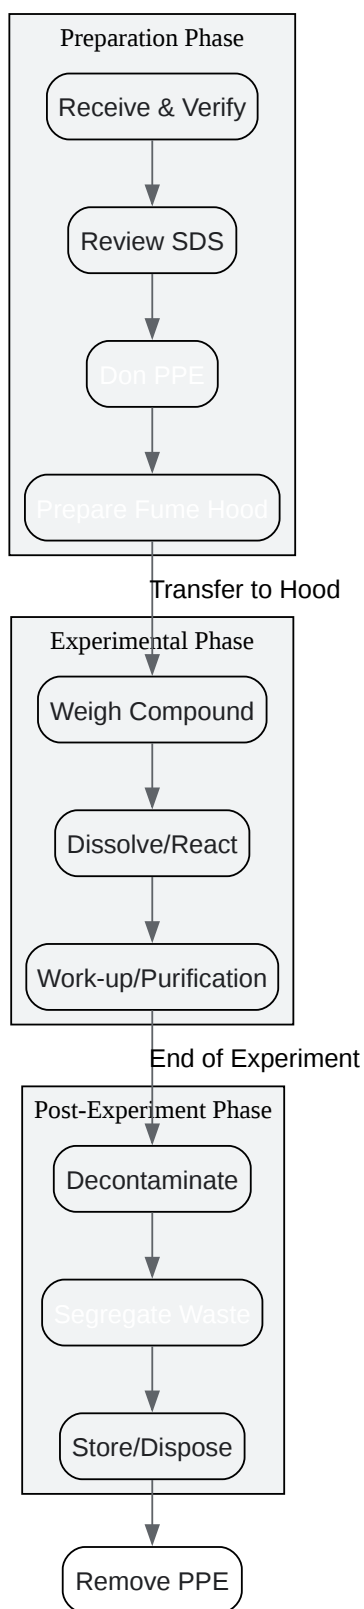 Preparation Phase
Receive & Verify
Review SDS
Don PPE
Prepare Fume Hood
Transfer to Hood
Experimental Phase
Weigh Compound
Dissolve/React
Work-up/Purification
End of Experiment
Post-Experiment Phase
Decontaminate
Segregate Waste
Store/Dispose
Remove PPE